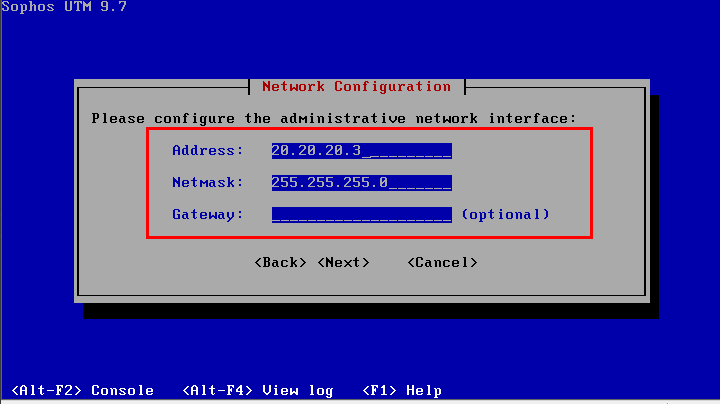 Sophos UTM 9.7
Network Configuration
Please configure the administrative network interface:
Address: 20.20.20.3__________
Netmask: 255.255.255.0_______
Gateway: ____________________ (optional)
<Back> <Next> <Cancel>
<Alt-F2> Console <Alt-F4> View log <F1> Help